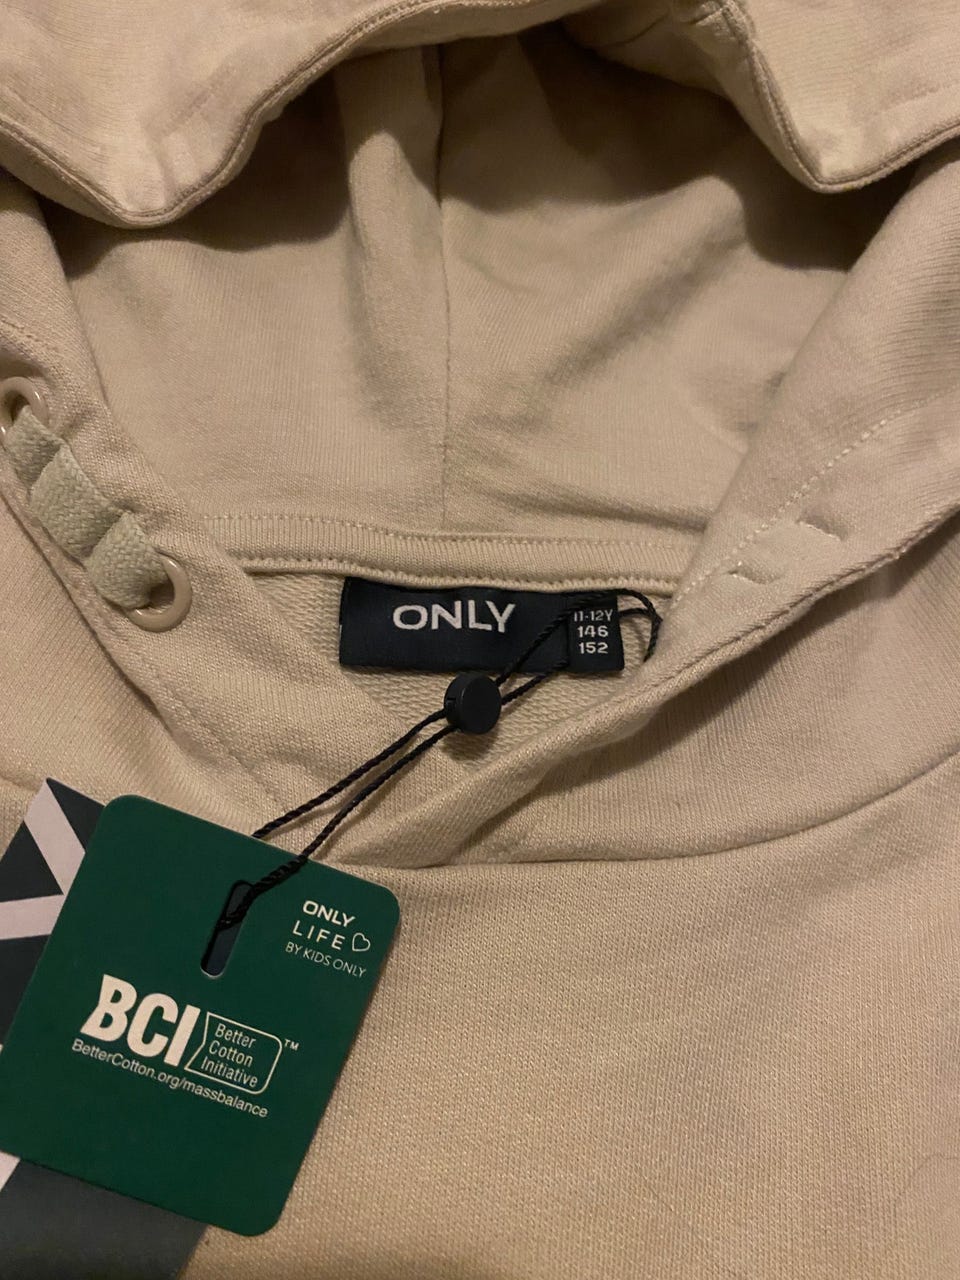 ONLY
11-12Y
146
152
ONLY
LIFE
BY KIDS ONLY
BCI
Better
Cotton
Initiative
TM
BetterCotton.org/massbalance